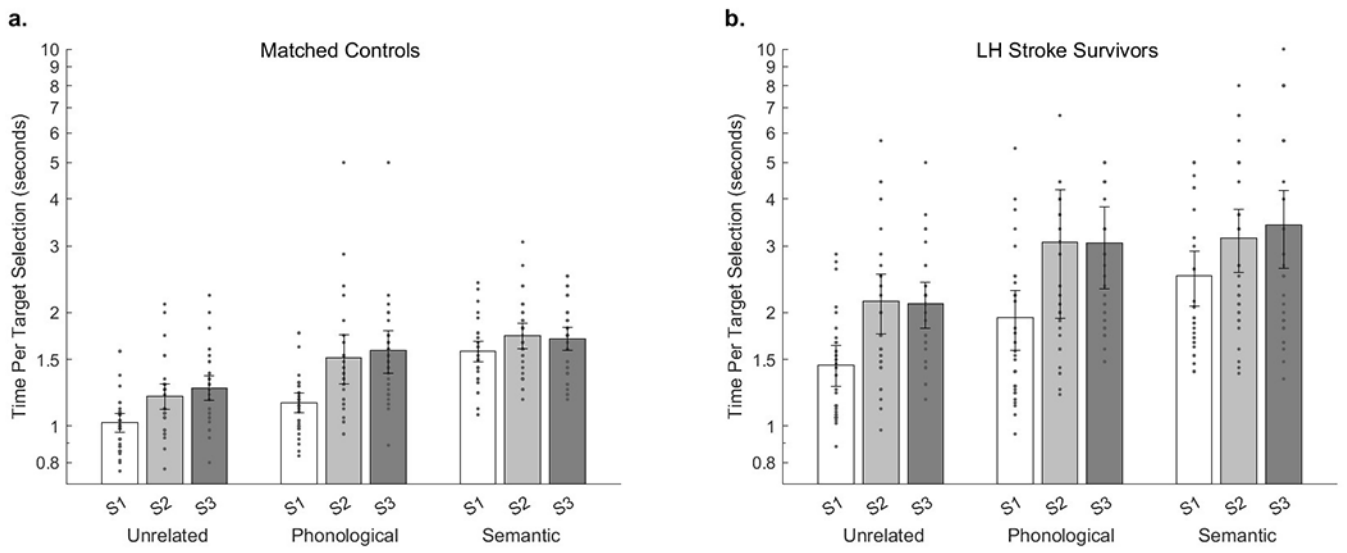 a.
Matched Controls
Time Per Target Selection (seconds)
10
9
8
7
6
5
4
3
2
1.5
1
0.8
S1 S2 S3 S1 S2 S3 S1 S2 S3
Unrelated Phonological Semantic
b.
LH Stroke Survivors
Time Per Target Selection (seconds)
10
9
8
7
6
5
4
3
2
1.5
1
0.8
S1 S2 S3 S1 S2 S3 S1 S2 S3
Unrelated Phonological Semantic